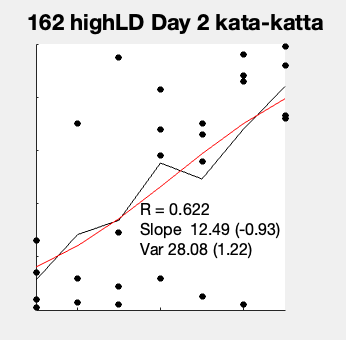 162 highLD Day 2 kata-katta
R = 0.622
Slope 12.49 (-0.93)
Var 28.08 (1.22)